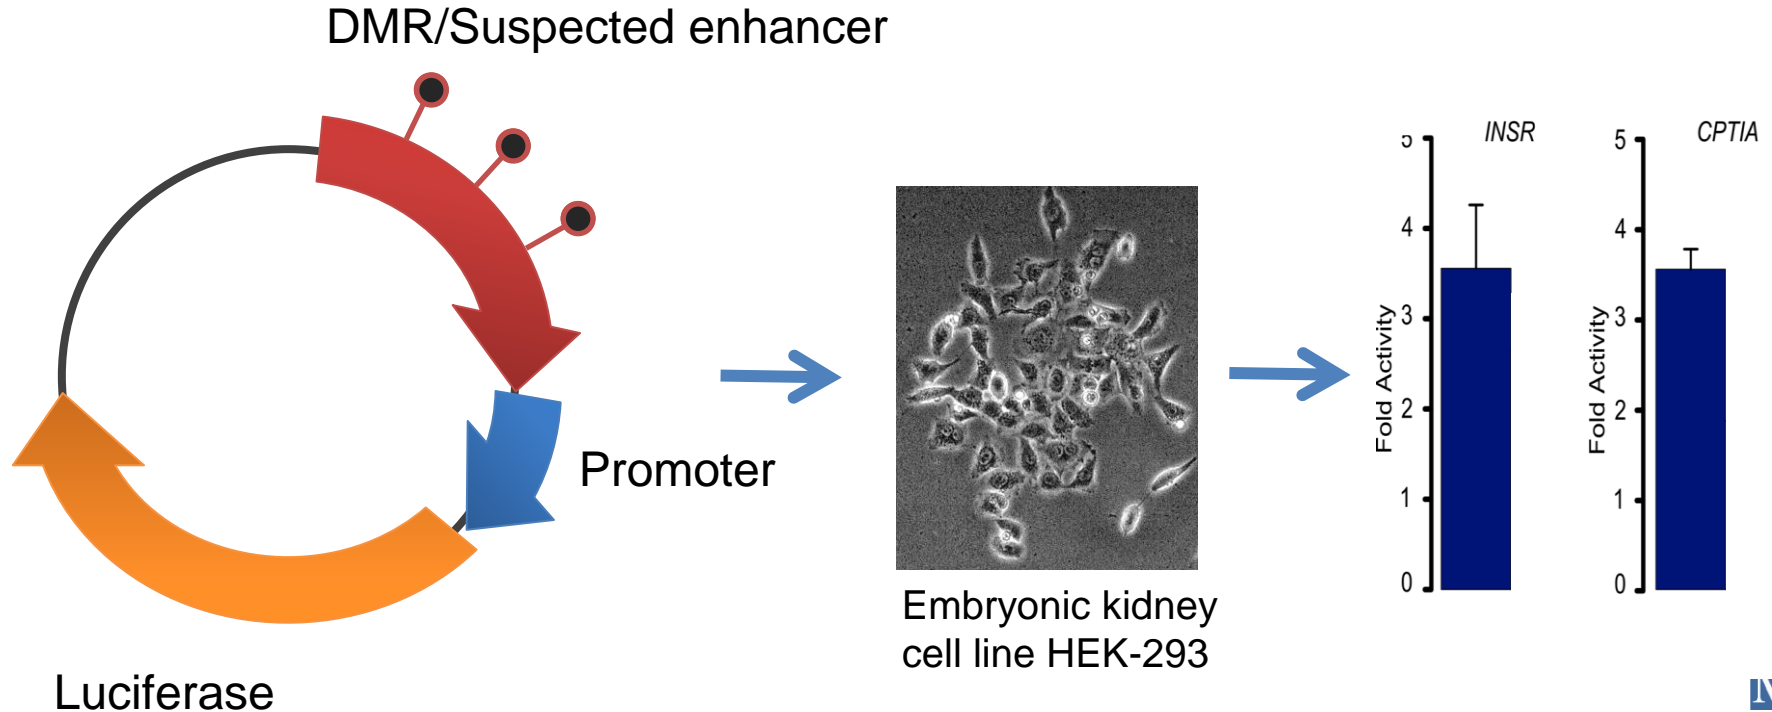 DMR/Suspected enhancer
Promoter
Luciferase
Embryonic kidney
cell line HEK-293
INSR
5
4
3
2
1
0
Fold Activity
CPTIA
5
4
3
2
1
0
Fold Activity